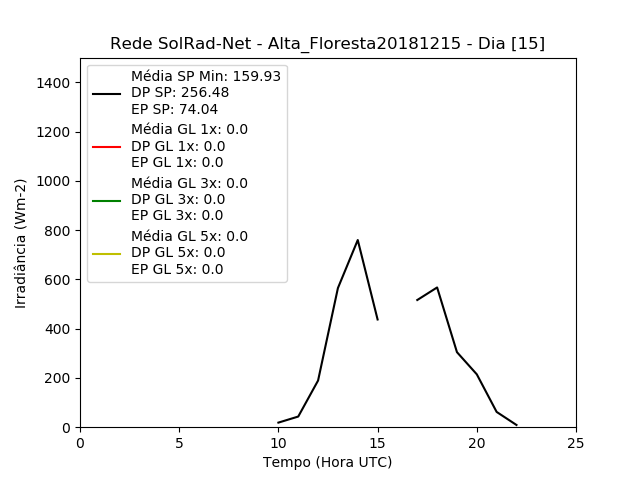 Rede SolRad-Net - Alta_Floresta20181215 - Dia [15]
Média SP Min: 159.93
DP SP: 256.48
EP SP: 74.04
Média GL 1x: 0.0
DP GL 1x: 0.0
EP GL 1x: 0.0
Média GL 3x: 0.0
DP GL 3x: 0.0
EP GL 3x: 0.0
Média GL 5x: 0.0
DP GL 5x: 0.0
EP GL 5x: 0.0
Irradiância (Wm-2)
1400
1200
1000
800
600
400
200
0
0 5 10 15 20 25
Tempo (Hora UTC)